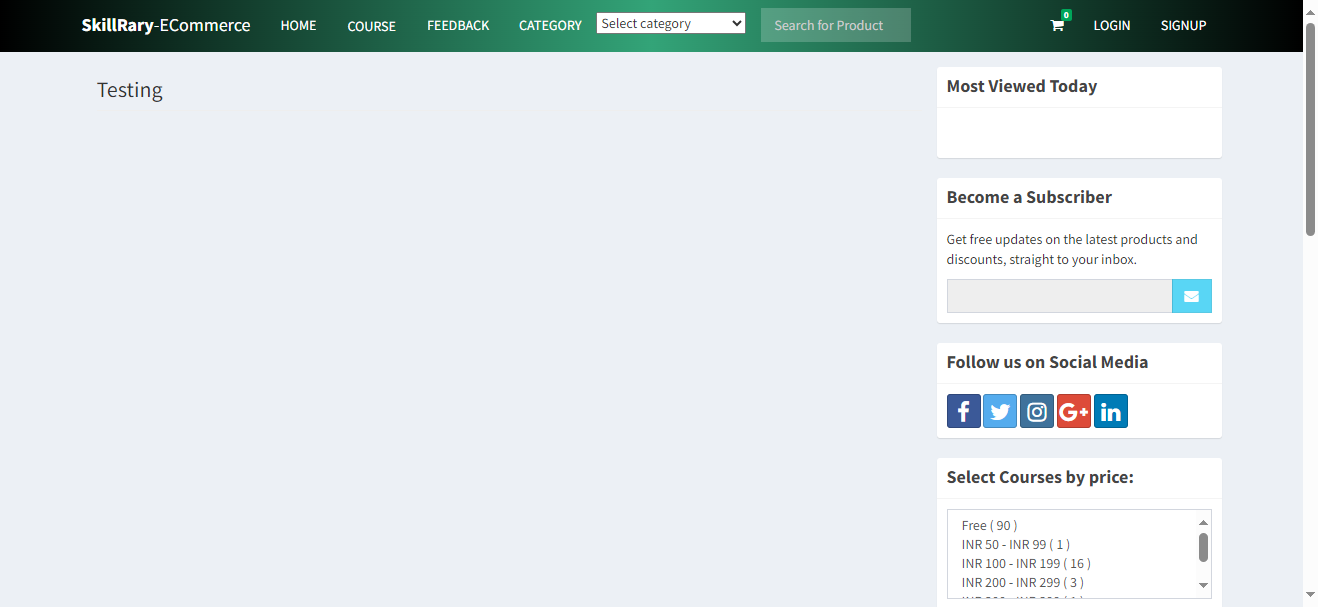 SkillRary-ECommerce HOME COURSE FEEDBACK CATEGORY Select category Search for Product 0 LOGIN SIGNUP
Testing
Most Viewed Today
Become a Subscriber
Get free updates on the latest products and
discounts, straight to your inbox.
Follow us on Social Media
Select Courses by price:
Free ( 90 )
INR 50 - INR 99 ( 1 )
INR 100 - INR 199 ( 16 )
INR 200 - INR 299 ( 3 )